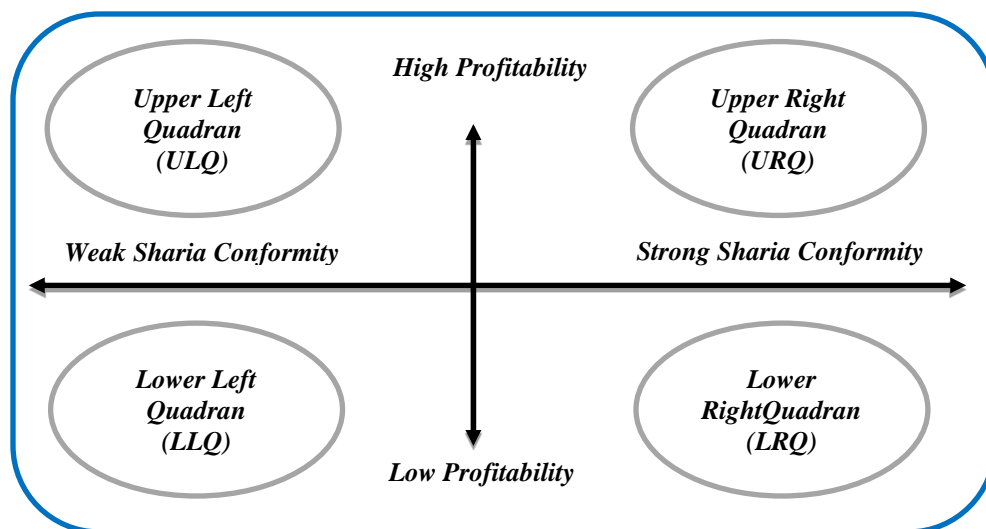 High Profitability
Upper Left
Quadran
(ULQ)
Upper Right
Quadran
(URQ)
Weak Sharia Conformity
Strong Sharia Conformity
Lower Left
Quadran
(LLQ)
Lower
RightQuadran
(LRQ)
Low Profitability